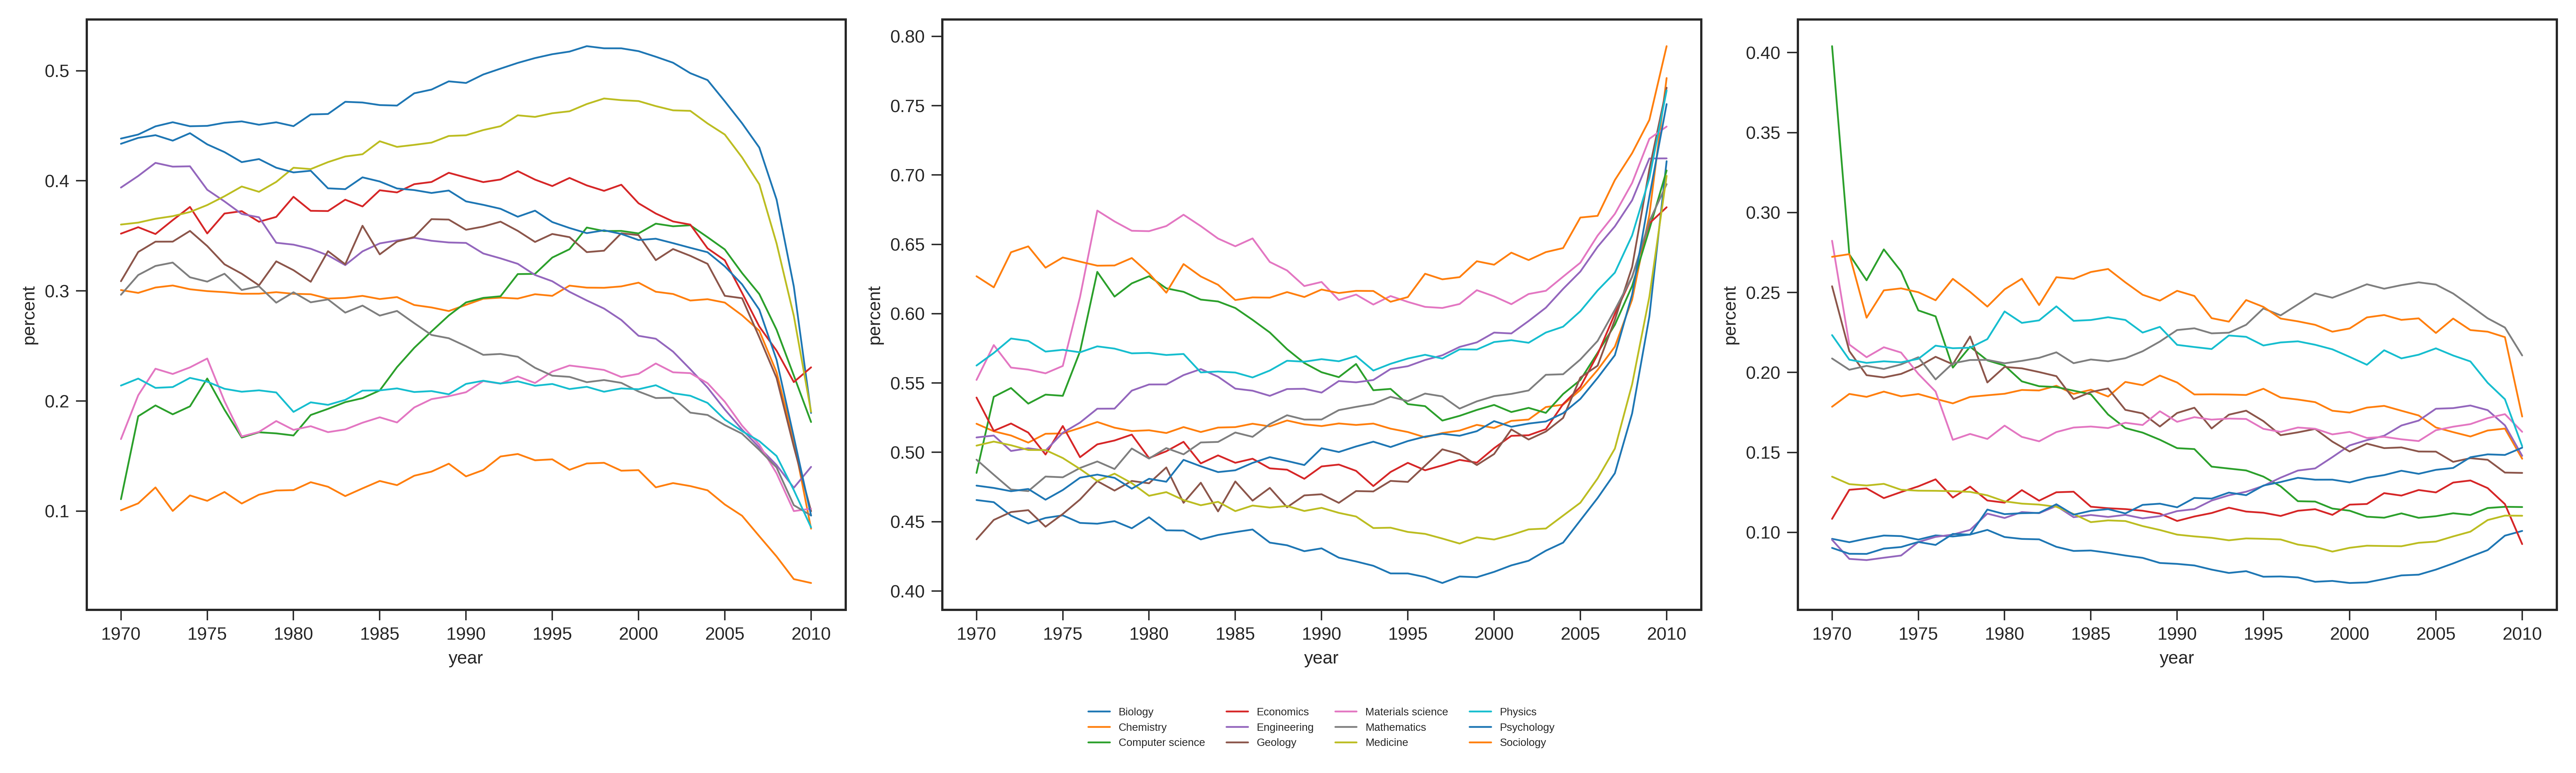 0.5
0.4
0.3
0.2
0.1
percent
1970 1975 1980 1985 1990 1995 2000 2005 2010
year
0.80
0.75
0.70
0.65
0.60
0.55
0.50
0.45
0.40
percent
1970 1975 1980 1985 1990 1995 2000 2005 2010
year
0.40
0.35
0.30
0.25
0.20
0.15
0.10
percent
1970 1975 1980 1985 1990 1995 2000 2005 2010
year
Biology Economics Materials science Physics
Chemistry Engineering Mathematics Psychology
Computer science Geology Medicine Sociology